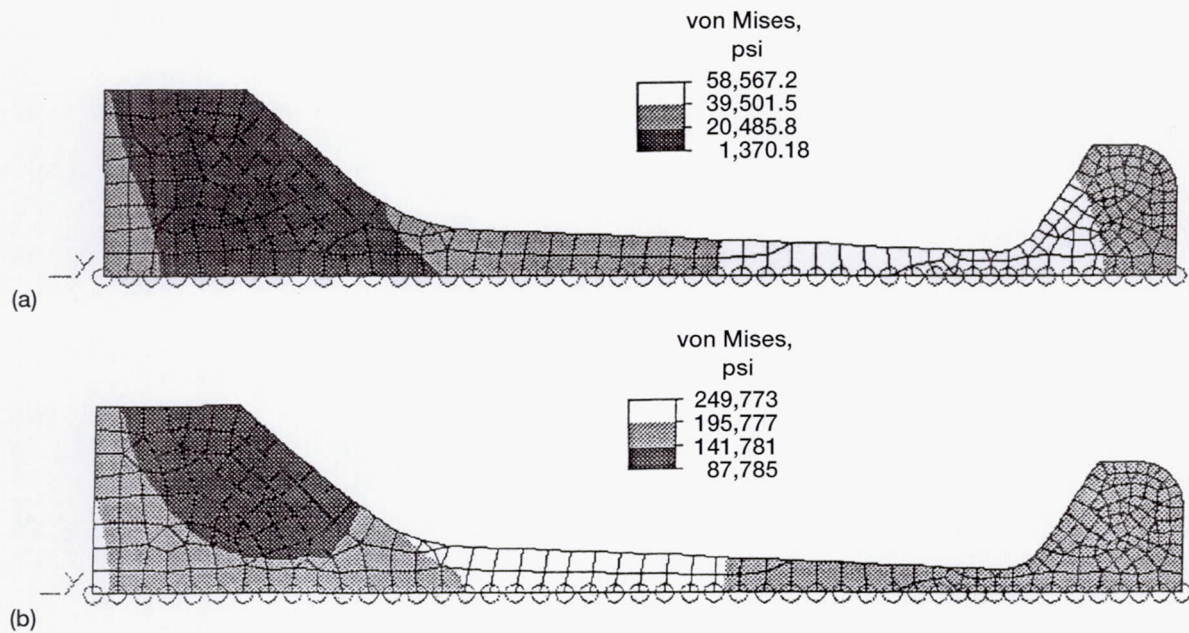 von Mises,
psi
58,567.2
39,501.5
20,485.8
1,370.18
Y
(a)
von Mises,
psi
249,773
195,777
141,781
87,785
Y
(b)